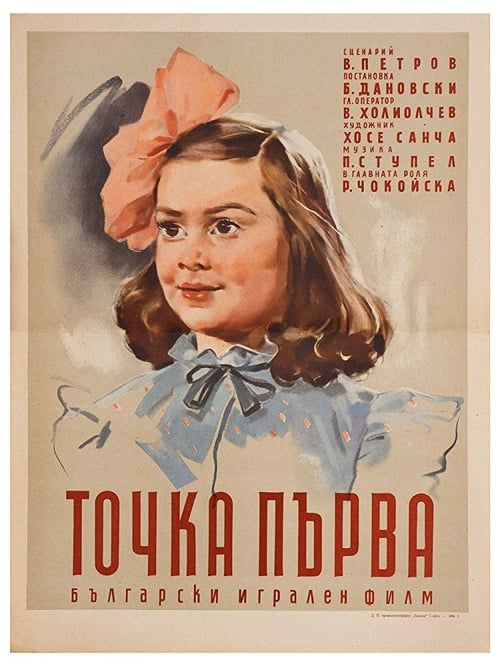 СЦЕНАРИЙ
В. ПЕТРОВ
ПОСТАНОВКА
Б. ДАНОВСКИ
ГЛ. ОПЕРАТОР
В. ХОЛИОЛЧЕВ
ХУДОЖНИК
ХОСЕ САНЧА
МУЗИКА
П. СТУПЕЛ
В ГЛАВНАТА РОЛЯ
Р. ЧОКОЙСКА
ТОЧКА ПЪРВА
БЪЛГАРСКИ ИГРАЛЕН ФИЛМ